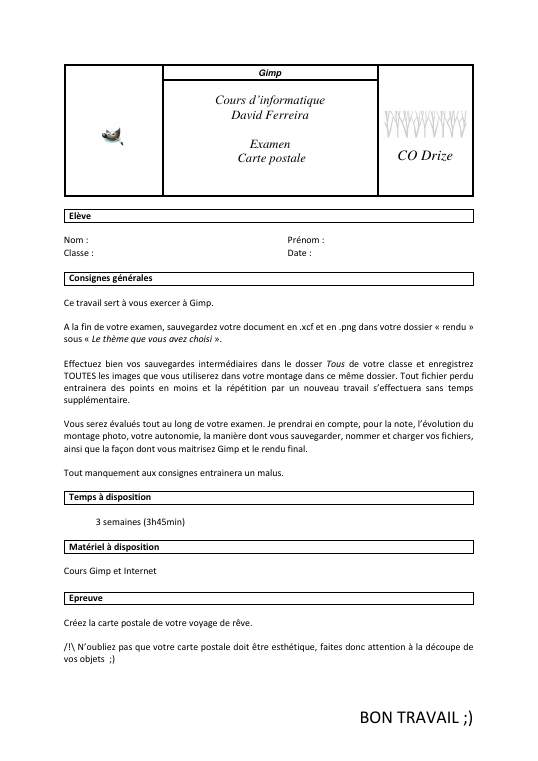 Gimp
Cours d'informatique
David Ferreira
Examen
Carte postale
CO Drize
Elève
Nom : Prénom :
Classe : Date :
Consignes générales
Ce travail sert à vous exercer à Gimp.
A la fin de votre examen, sauvegardez votre document en .xcf et en .png dans votre dossier « rendu »
sous « Le thème que vous avez choisi ».
Effectuez bien vos sauvegardes intermédiaires dans le dosser Tous de votre classe et enregistrez
TOUTES les images que vous utiliserez dans votre montage dans ce même dossier. Tout fichier perdu
entrainera des points en moins et la répétition par un nouveau travail s'effectuera sans temps
supplémentaire.
Vous serez évalués tout au long de votre examen. Je prendrai en compte, pour la note, l'évolution du
montage photo, votre autonomie, la manière dont vous sauvegarder, nommer et charger vos fichiers,
ainsi que la façon dont vous maitrisez Gimp et le rendu final.
Tout manquement aux consignes entrainera un malus.
Temps à disposition
3 semaines (3h45min)
Matériel à disposition
Cours Gimp et Internet
Epreuve
Créez la carte postale de votre voyage de rêve.
/!\ N'oubliez pas que votre carte postale doit être esthétique, faites donc attention à la découpe de
vos objets ;)
BON TRAVAIL ;)